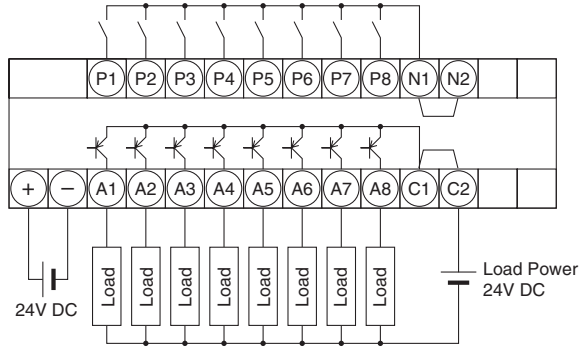 P1 P2 P3 P4 P5 P6 P7 P8 N1 N2
+ − A1 A2 A3 A4 A5 A6 A7 A8 C1 C2
Load Load Load Load Load Load Load Load
24V DC
Load Power
24V DC